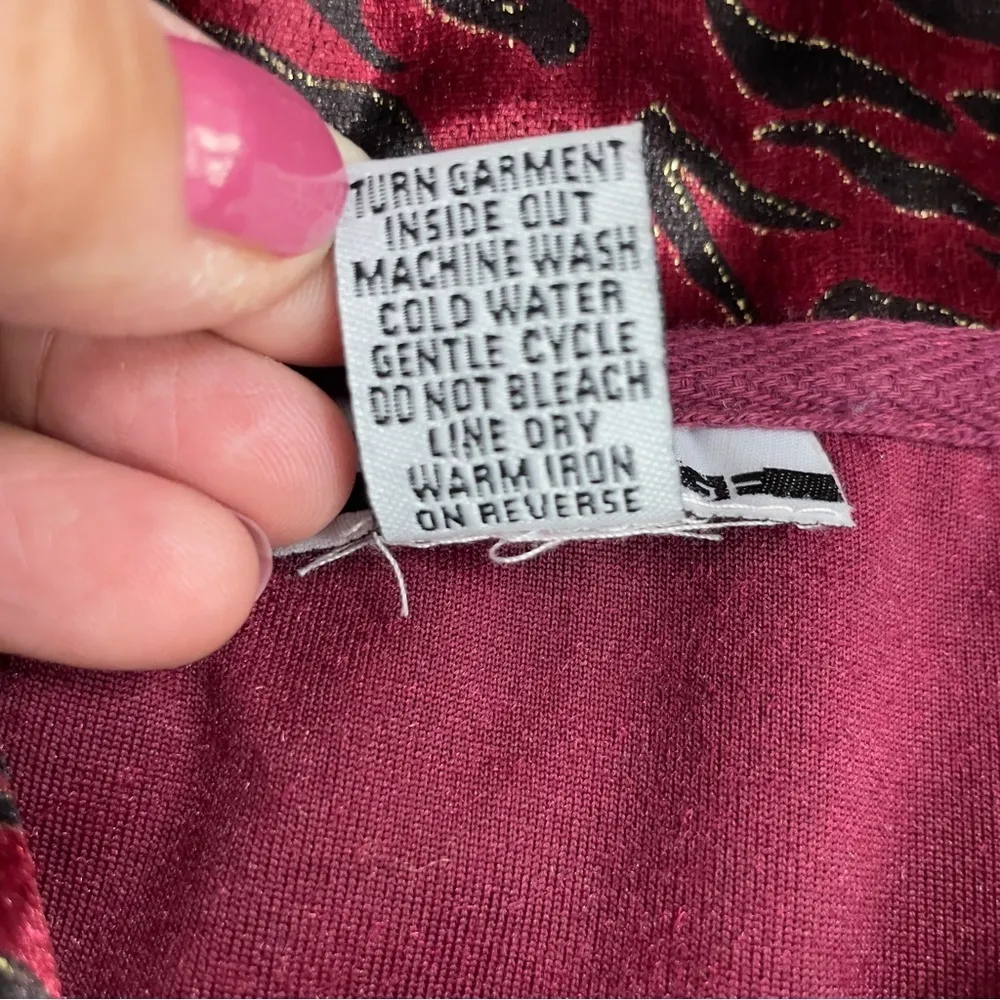 TURN GARMENT
INSIDE OUT
MACHINE WASH
COLD WATER
GENTLE CYCLE
DO NOT BLEACH
LINE DRY
WARM IRON
ON REVERSE